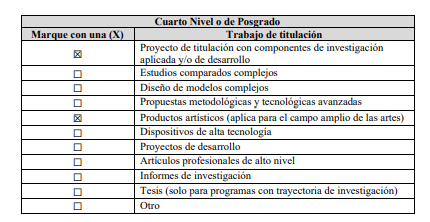 Cuarto Nivel o de Posgrado
Marque con una (X) Trabajo de titulación
☒ Proyecto de titulación con componentes de investigación
aplicada y/o de desarrollo
☐ Estudios comparados complejos
☐ Diseño de modelos complejos
☐ Propuestas metodológicas y tecnológicas avanzadas
☒ Productos artísticos (aplica para el campo amplio de las artes)
☐ Dispositivos de alta tecnología
☐ Proyectos de desarrollo
☐ Artículos profesionales de alto nivel
☐ Informes de investigación
☐ Tesis (solo para programas con trayectoria de investigación)
☐ Otro